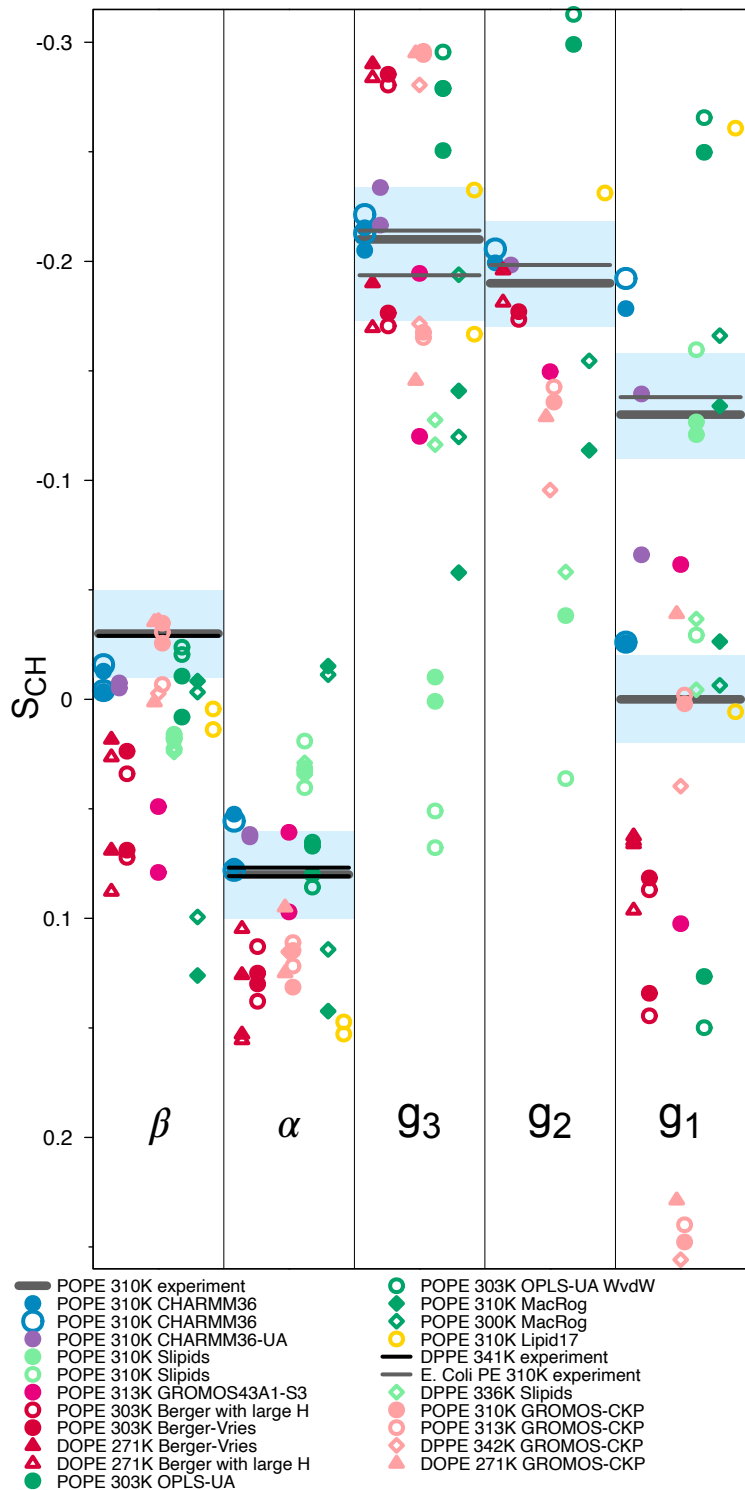 -0.3
-0.2
-0.1
0
0.1
0.2
SCH
β α g3 g2 g1
POPE 310K experiment
POPE 310K CHARMM36
POPE 310K CHARMM36
POPE 310K CHARMM36-UA
POPE 310K Slipids
POPE 310K Slipids
POPE 313K GROMOS43A1-S3
POPE 303K Berger with large H
POPE 303K Berger-Vries
DOPE 271K Berger-Vries
DOPE 271K Berger with large H
POPE 303K OPLS-UA
POPE 303K OPLS-UA WvdW
POPE 310K MacRog
POPE 300K MacRog
POPE 310K Lipid17
DPPE 341K experiment
E. Coli PE 310K experiment
DPPE 336K Slipids
POPE 310K GROMOS-CKP
POPE 313K GROMOS-CKP
DPPE 342K GROMOS-CKP
DOPE 271K GROMOS-CKP